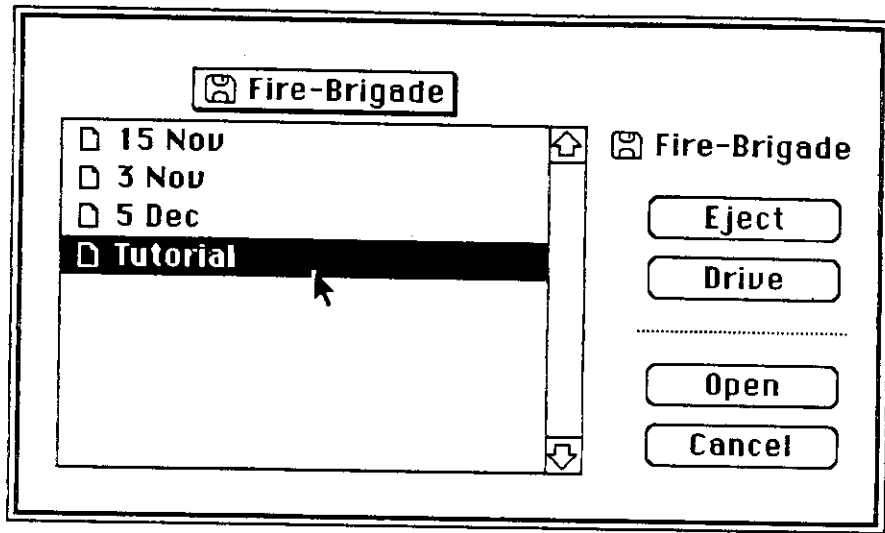 Fire-Brigade
15 Nov
3 Nov
5 Dec
Tutorial
Fire-Brigade
Eject
Drive
Open
Cancel